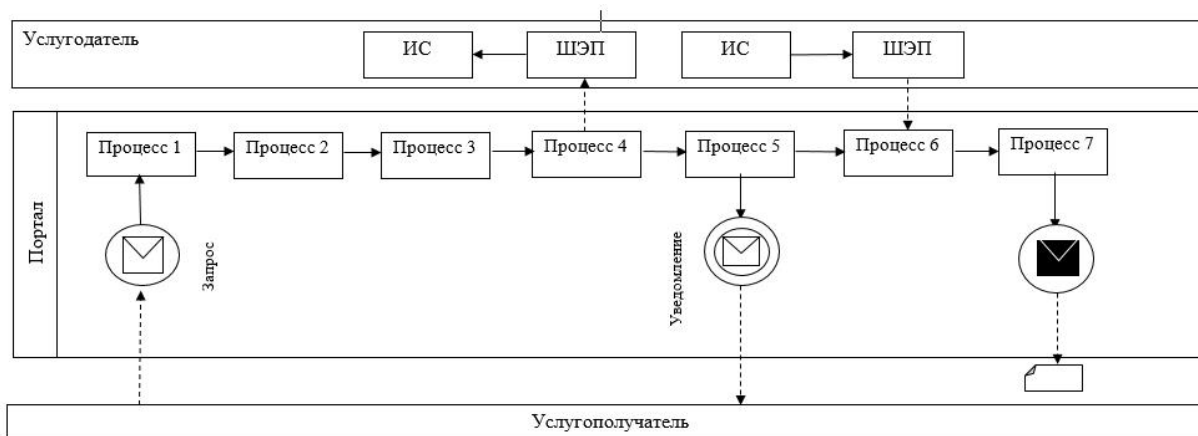 Услугодатель
ИС
ШЭП
ИС
ШЭП
Портал
Процесс 1
Процесс 2
Процесс 3
Процесс 4
Процесс 5
Процесс 6
Процесс 7
Запрос
Уведомление
Услугополучатель